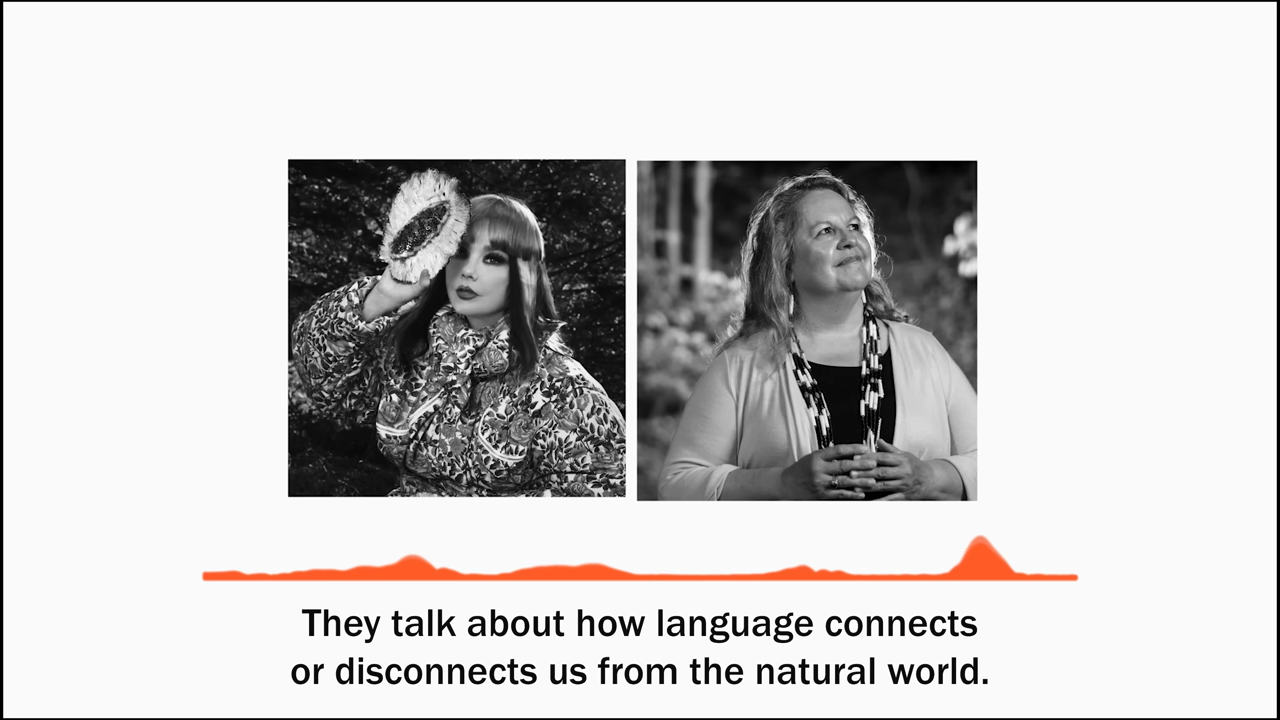 They talk about how language connects
or disconnects us from the natural world.